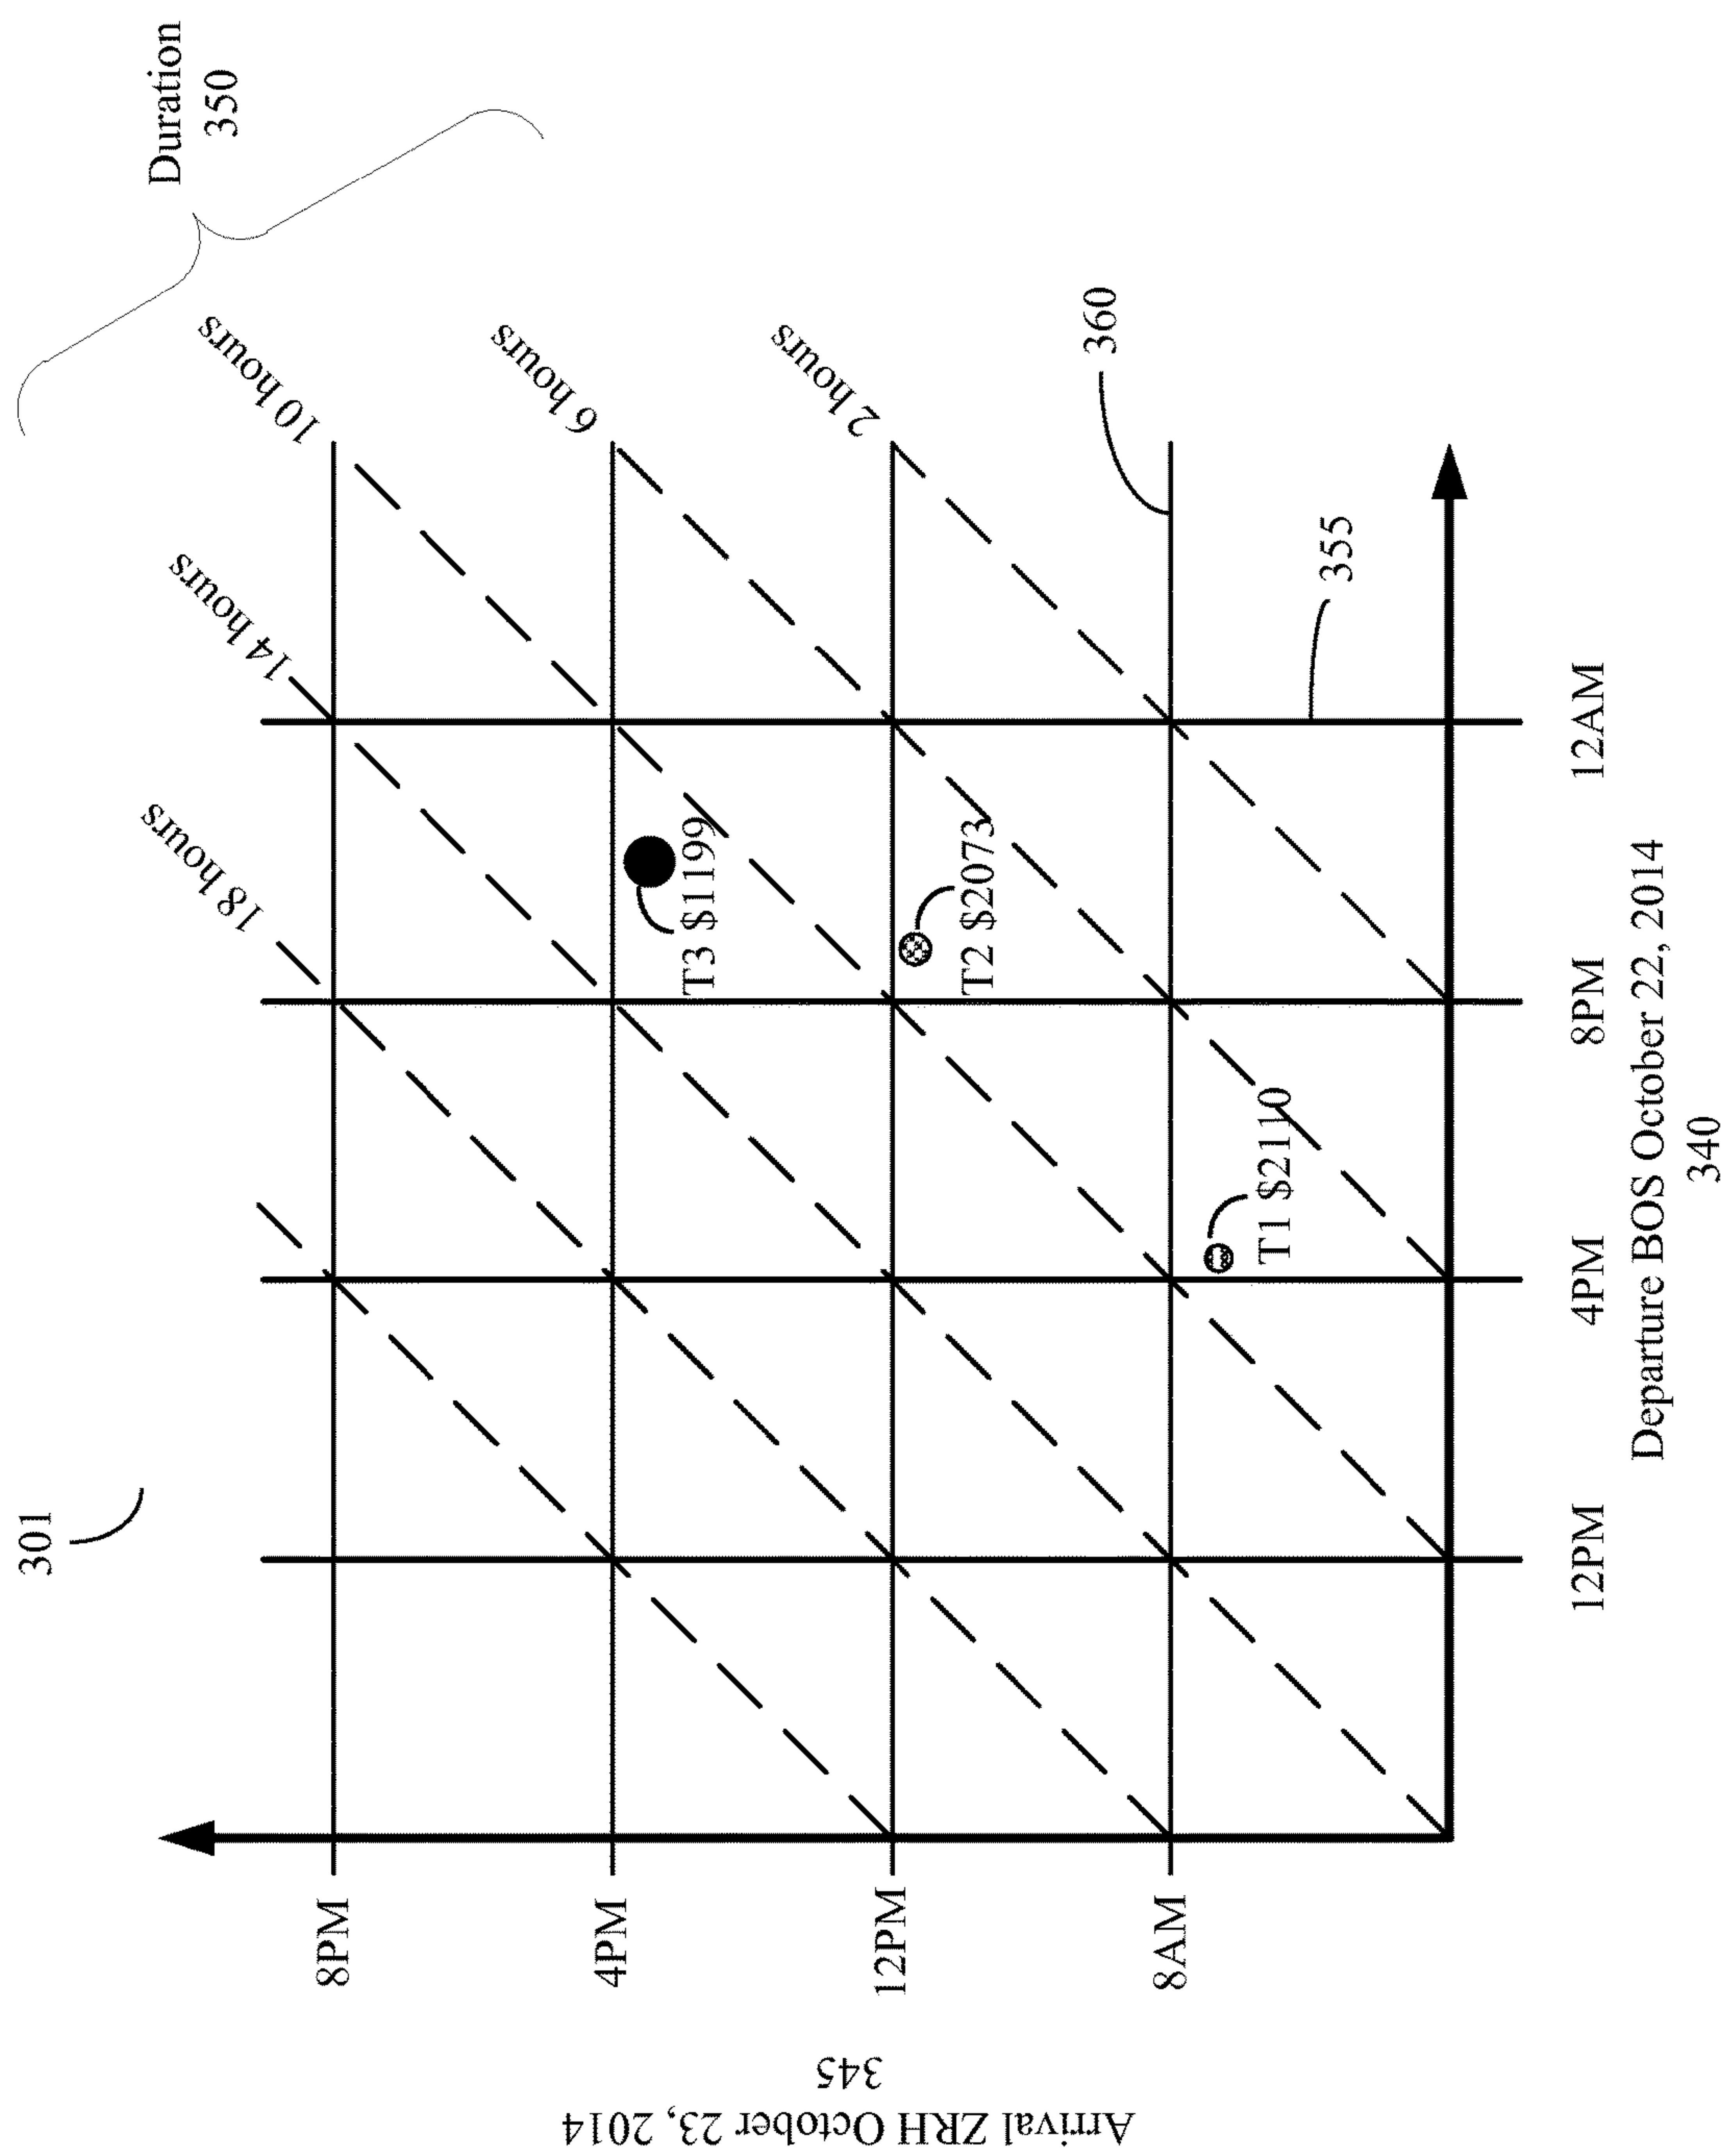 301
Duration
350
18 hours
14 hours
10 hours
6 hours
2 hours
8PM
4PM
12PM
8AM
Arrival ZRH October 23, 2014
345
T3 $1199
T2 $2073
T1 $2110
360
355
12PM
4PM
8PM
12AM
Departure BOS October 22, 2014
340